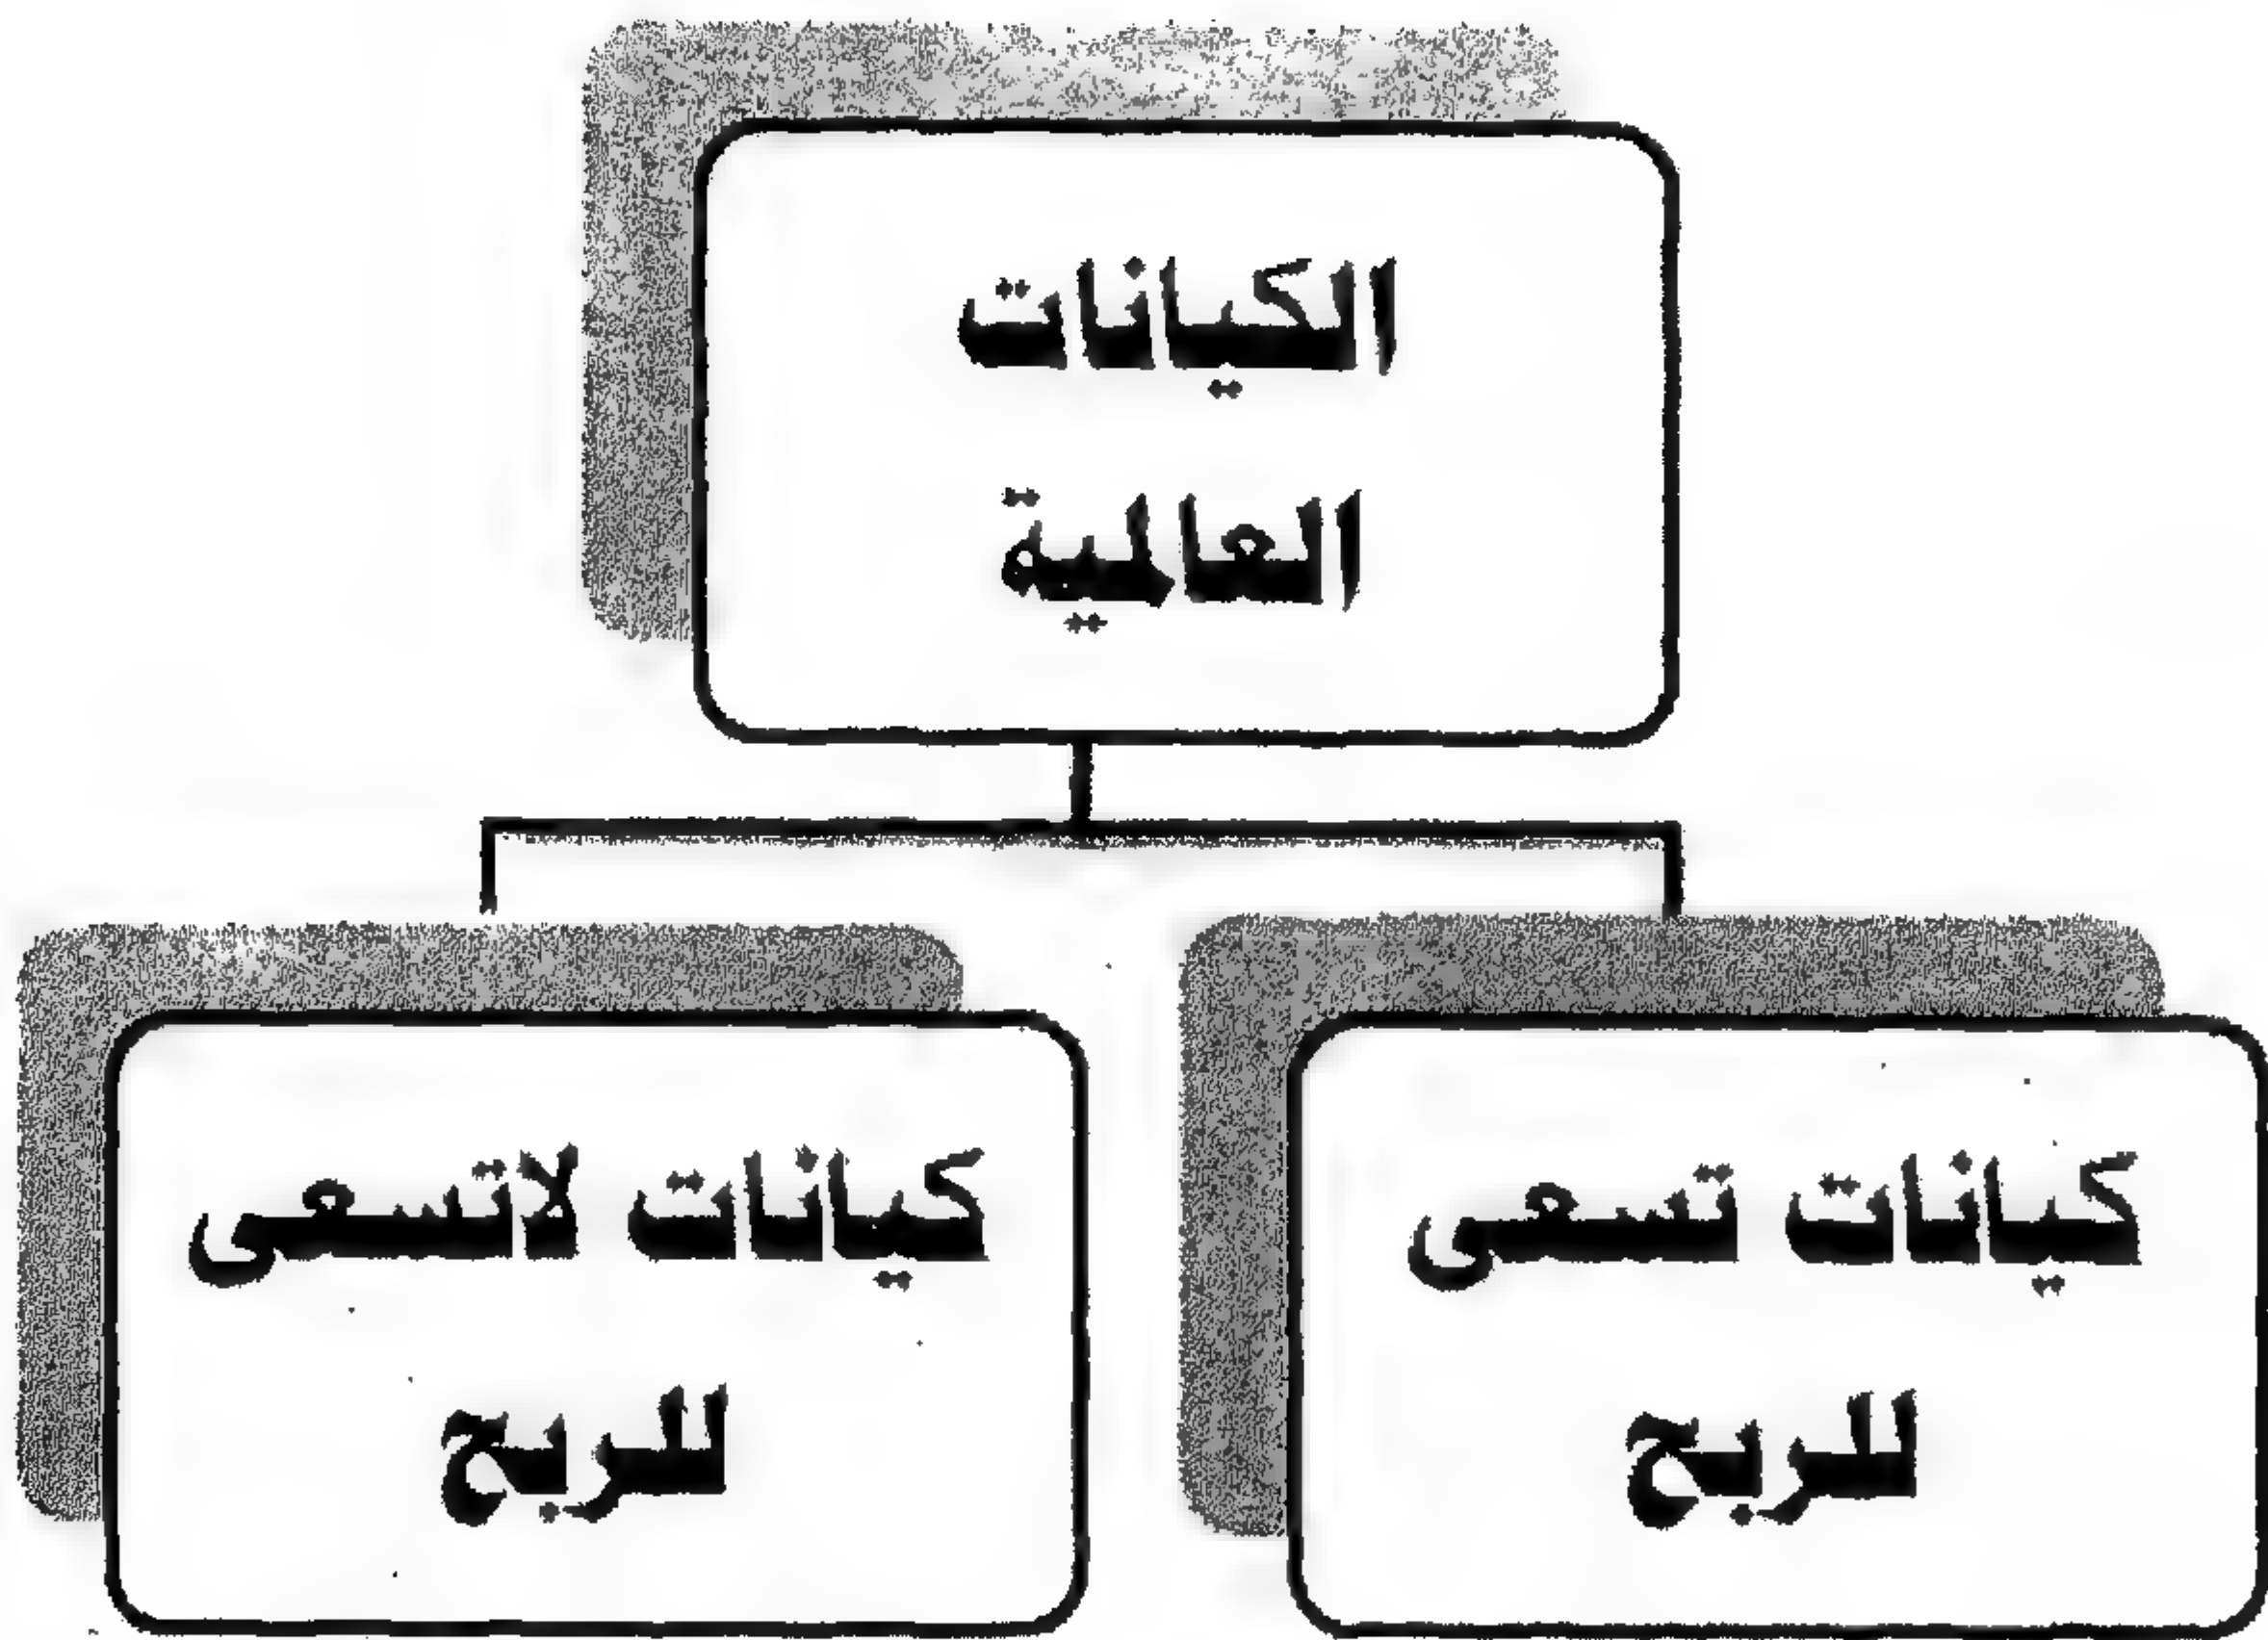 الكيانات
العالمية
كيانات تسعى
للربح
كيانات لاتسعى
للربح